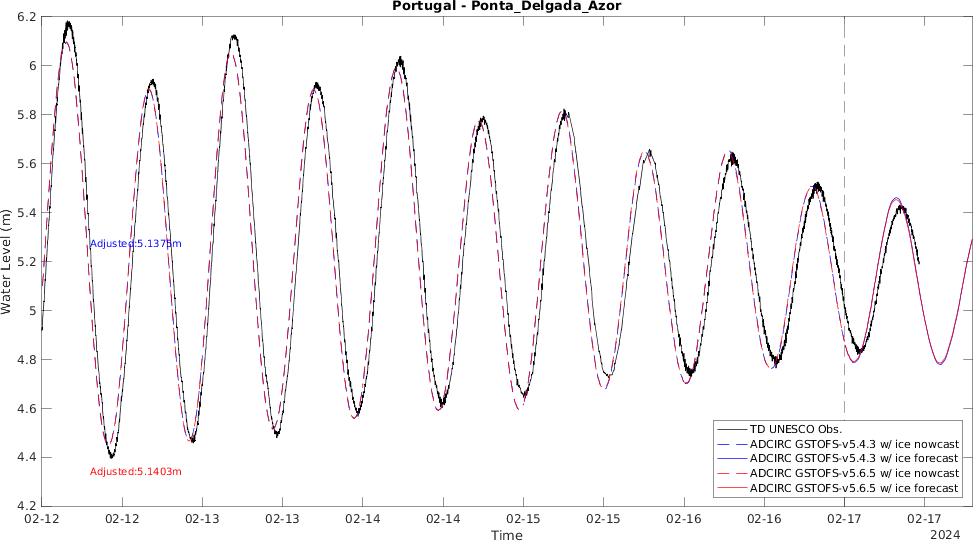 Portugal - Ponta_Delgada_Azor
6.2
6
5.8
5.6
5.4
5.2
5
4.8
4.6
4.4
4.2
Water Level (m)
Adjusted:5.1375m
Adjusted:5.1403m
TD UNESCO Obs.
ADCIRC GSTOFS-v5.4.3 w/ ice nowcast
ADCIRC GSTOFS-v5.4.3 w/ ice forecast
ADCIRC GSTOFS-v5.6.5 w/ ice nowcast
ADCIRC GSTOFS-v5.6.5 w/ ice forecast
02-12 02-12 02-13 02-13 02-14 02-14 02-15 02-15 02-16 02-16 02-17 02-17
Time
2024